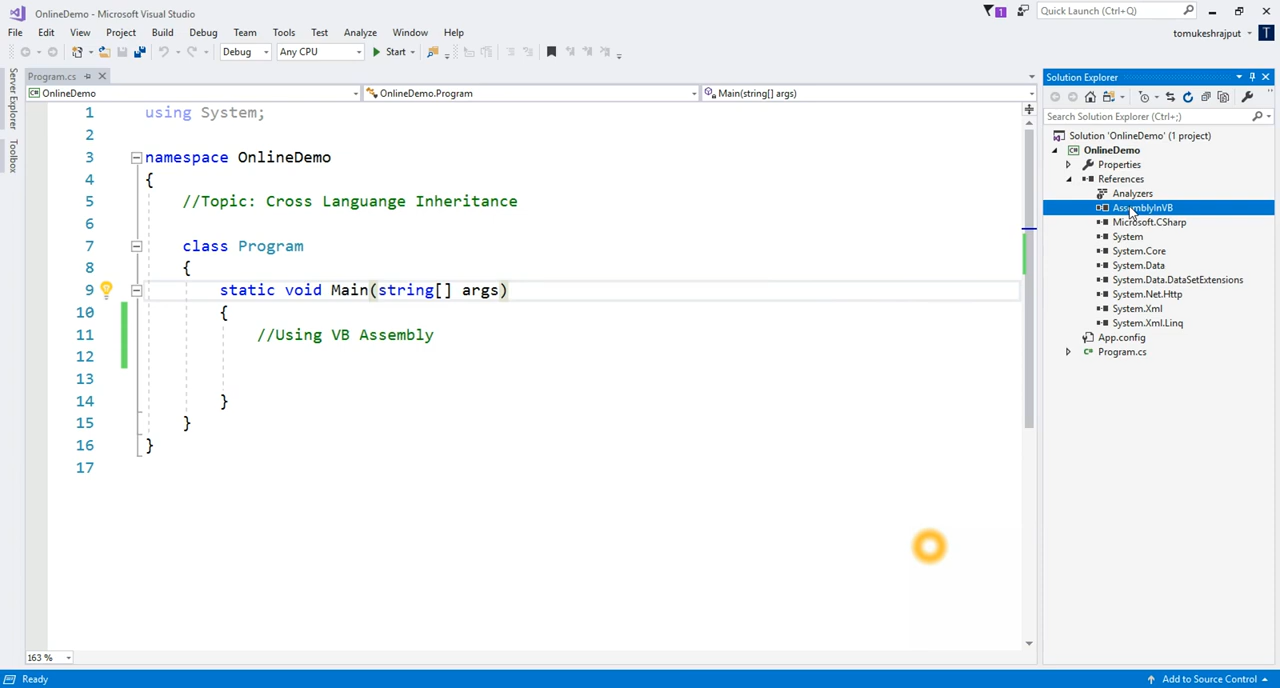 OnlineDemo - Microsoft Visual Studio
1
Quick Launch (Ctrl+Q)
File Edit View Project Build Debug Team Tools Test Analyze Window Help
tomukeshrajput
T
Debug Any CPU Start
Server Explorer
Toolbox
Program.cs
OnlineDemo OnlineDemo.Program Main(string[] args)
1 using System;
2
3 namespace OnlineDemo
4 {
5 //Topic: Cross Languange Inheritance
6
7 class Program
8 {
9 static void Main(string[] args)
10 {
11 //Using VB Assembly
12
13
14 }
15 }
16 }
17
163 %
Solution Explorer
Search Solution Explorer (Ctrl+;)
Solution 'OnlineDemo' (1 project)
C# OnlineDemo
Properties
References
Analyzers
AssemblyInVB
Microsoft.CSharp
System
System.Core
System.Data
System.Data.DataSetExtensions
System.Net.Http
System.Xml
System.Xml.Linq
App.config
C# Program.cs
Ready
Add to Source Control